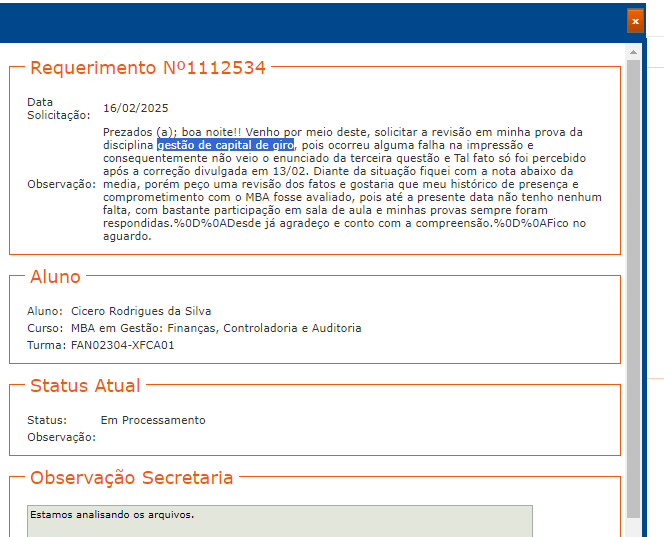 x
Requerimento Nº1112534
Data
Solicitação:
16/02/2025
Observação:
Prezados (a); boa noite!! Venho por meio deste, solicitar a revisão em minha prova da
disciplina gestão de capital de giro, pois ocorreu alguma falha na impressão e
consequentemente não veio o enunciado da terceira questão e Tal fato só foi percebido
após a correção divulgada em 13/02. Diante da situação fiquei com a nota abaixo da
media, porém peço uma revisão dos fatos e gostaria que meu histórico de presença e
comprometimento com o MBA fosse avaliado, pois até a presente data não tenho nenhum
falta, com bastante participação em sala de aula e minhas provas sempre foram
respondidas.%0D%0ADesde já agradeço e conto com a compreensão.%0D%0AFico no
aguardo.
Aluno
Aluno: Cicero Rodrigues da Silva
Curso: MBA em Gestão: Finanças, Controladoria e Auditoria
Turma: FAN02304-XFCA01
Status Atual
Status: Em Processamento
Observação:
Observação Secretaria
Estamos analisando os arquivos.